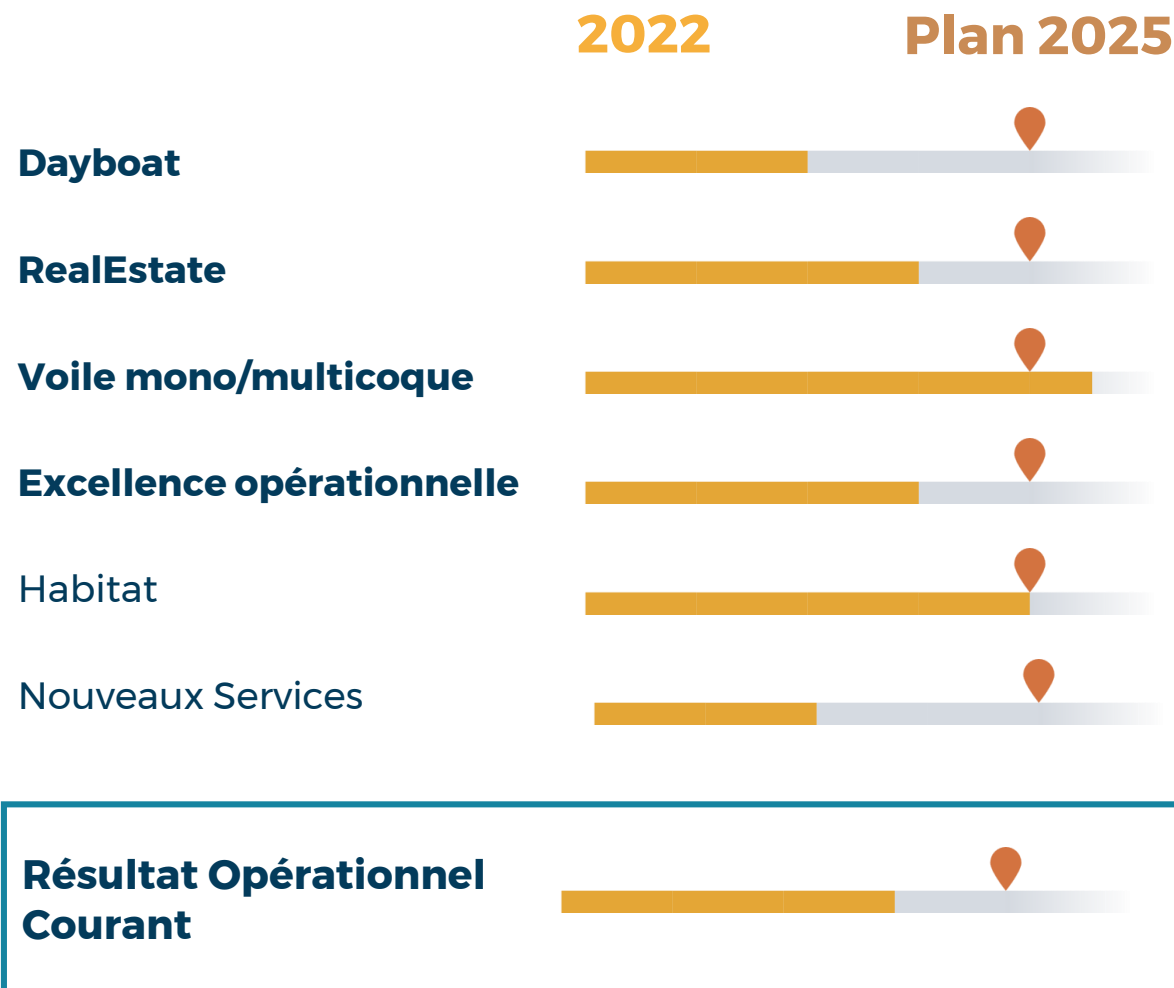 2022 Plan 2025
Dayboat
RealEstate
Voile mono/multicoque
Excellence opérationnelle
Habitat
Nouveaux Services
Résultat Opérationnel
Courant